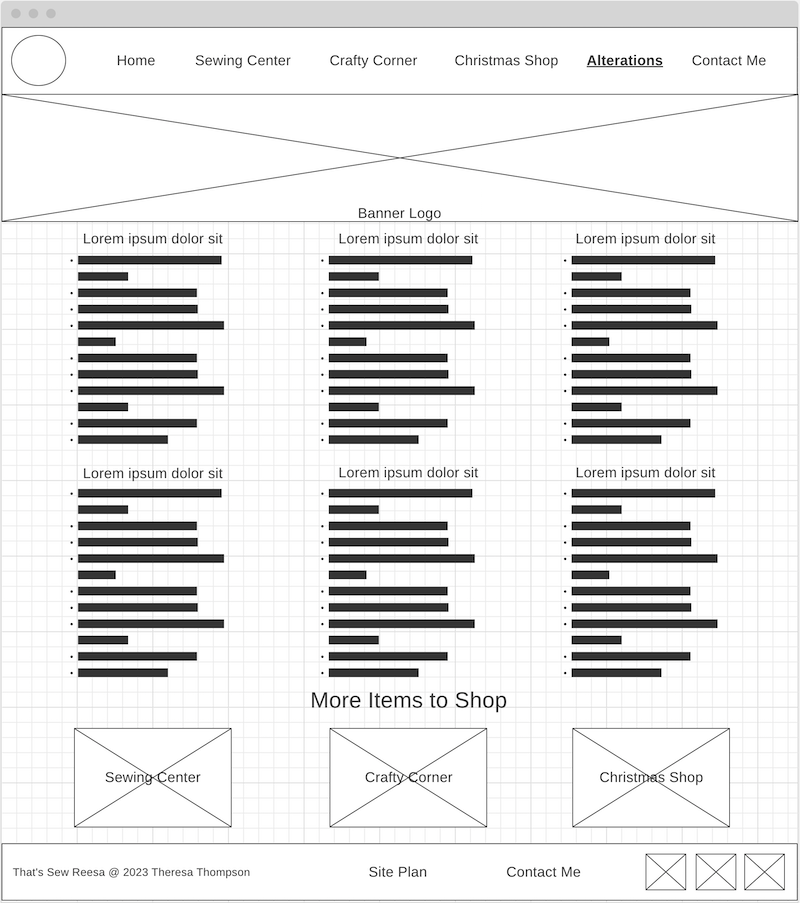 Home Sewing Center Crafty Corner Christmas Shop Alterations Contact Me
Banner Logo
Lorem ipsum dolor sit Lorem ipsum dolor sit Lorem ipsum dolor sit
Lorem ipsum dolor sit Lorem ipsum dolor sit Lorem ipsum dolor sit
More Items to Shop
Sewing Center Crafty Corner Christmas Shop
That's Sew Reesa @ 2023 Theresa Thompson Site Plan Contact Me